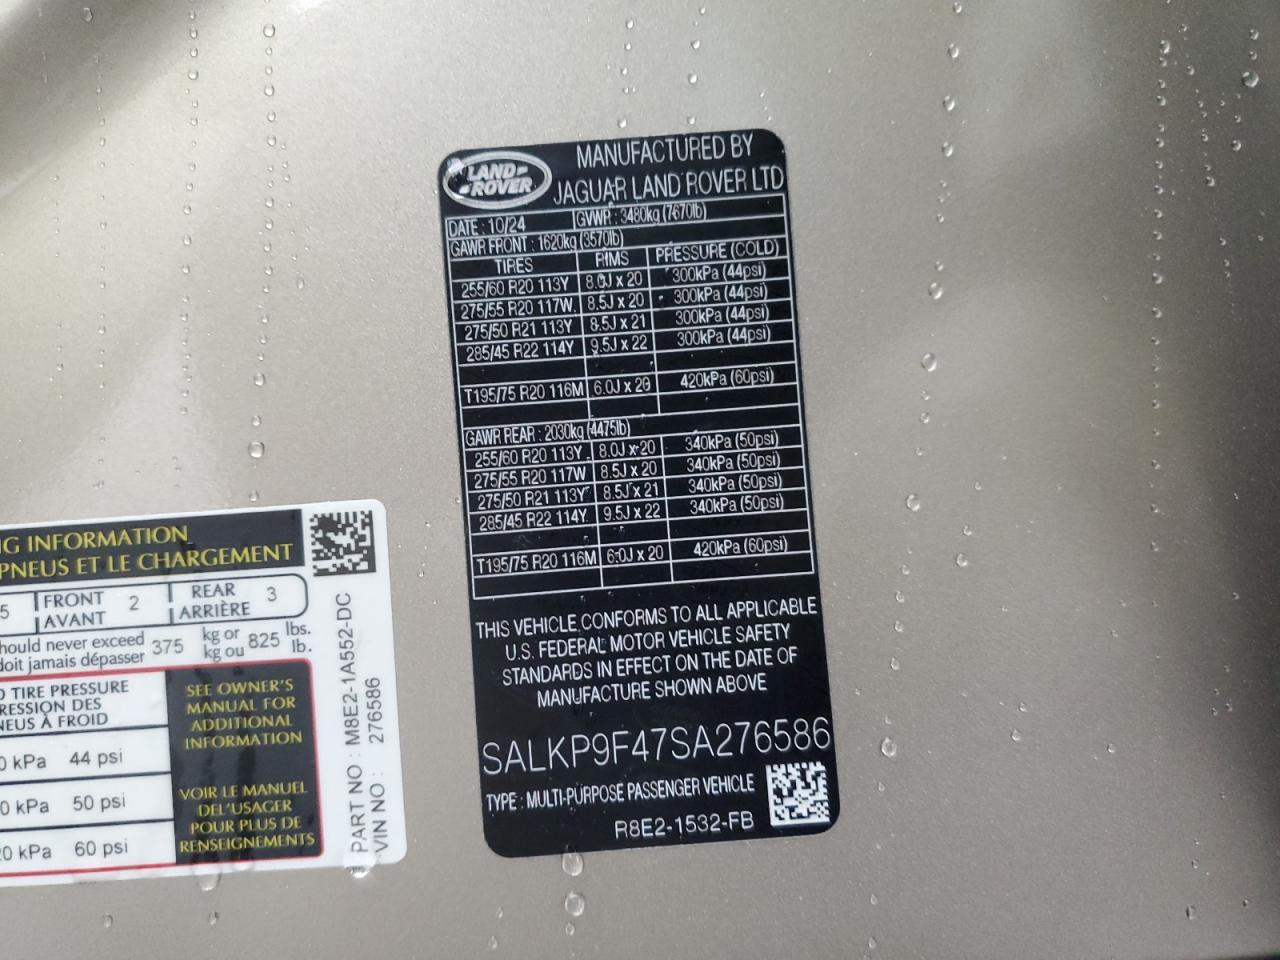 LAND-
-ROVER
MANUFACTURED BY
JAGUAR LAND ROVER LTD
DATE : 10/24 GVWR : 3480kg (7670lb)
GAWR FRONT : 1620kg (3570lb)
TIRES RIMS PRESSURE (COLD)
255/60 R20 113Y 8.0J x 20 300kPa (44psi)
275/55 R20 117W 8.5J x 20 300kPa (44psi)
275/50 R21 113Y 8.5J x 21 300kPa (44psi)
285/45 R22 114Y 9.5J x 22 300kPa (44psi)
T195/75 R20 116M 6.0J x 20 420kPa (60psi)
GAWR REAR : 2030kg (4475lb)
255/60 R20 113Y 8.0J x 20 340kPa (50psi)
275/55 R20 117W 8.5J x 20 340kPa (50psi)
275/50 R21 113Y 8.5J x 21 340kPa (50psi)
285/45 R22 114Y 9.5J x 22 340kPa (50psi)
T195/75 R20 116M 6.0J x 20 420kPa (60psi)
THIS VEHICLE CONFORMS TO ALL APPLICABLE
U.S. FEDERAL MOTOR VEHICLE SAFETY
STANDARDS IN EFFECT ON THE DATE OF
MANUFACTURE SHOWN ABOVE
SALKP9F47SA276586
TYPE : MULTI-PURPOSE PASSENGER VEHICLE
R8E2-1532-FB
G INFORMATION
PNEUS ET LE CHARGEMENT
5 FRONT 2 REAR 3
AVANT ARRIÈRE
hould never exceed 375 kg or 825 lbs.
doit jamais dépasser kg ou lb.
D TIRE PRESSURE
RESSION DES
NEUS À FROID
0 kPa 44 psi
0 kPa 50 psi
20 kPa 60 psi
SEE OWNER'S
MANUAL FOR
ADDITIONAL
INFORMATION
VOIR LE MANUEL
DEL'USAGER
POUR PLUS DE
RENSEIGNEMENTS
PART NO : M8E2-1A552-DC
VIN NO : 276586